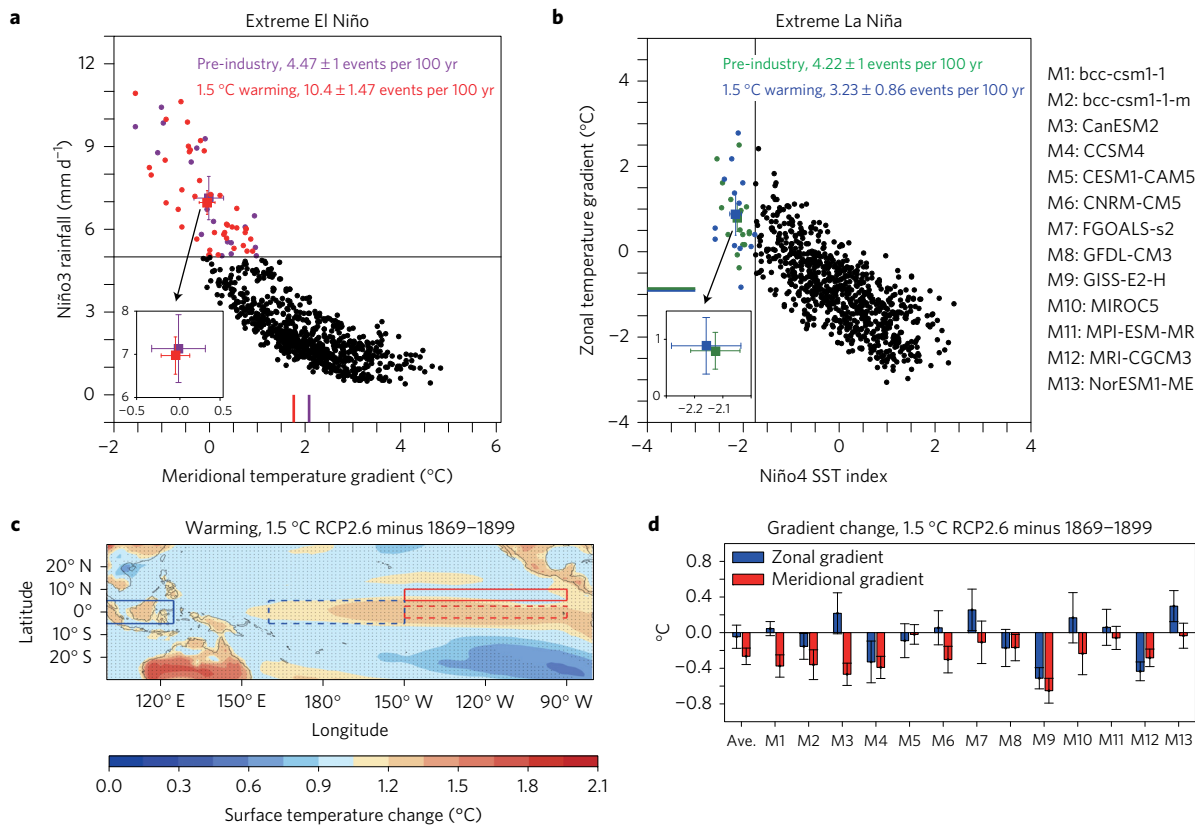 a
Extreme El Niño
Pre-industry, 4.47 ± 1 events per 100 yr
1.5 °C warming, 10.4 ± 1.47 events per 100 yr
Niño3 rainfall (mm d⁻¹)
12
9
6
3
0
8
7
6
−0.5
0.0
0.5
−2
0
2
4
6
Meridional temperature gradient (°C)
b
Extreme La Niña
Pre-industry, 4.22 ± 1 events per 100 yr
1.5 °C warming, 3.23 ± 0.86 events per 100 yr
Zonal temperature gradient (°C)
4
2
0
−2
−4
1
0
−2.2
−2.1
−4
−2
0
2
4
Niño4 SST index
M1: bcc-csm1-1
M2: bcc-csm1-1-m
M3: CanESM2
M4: CCSM4
M5: CESM1-CAM5
M6: CNRM-CM5
M7: FGOALS-s2
M8: GFDL-CM3
M9: GISS-E2-H
M10: MIROC5
M11: MPI-ESM-MR
M12: MRI-CGCM3
M13: NorESM1-ME
c
Warming, 1.5 °C RCP2.6 minus 1869–1899
Latitude
20° N
10° N
0°
10° S
20° S
120° E
150° E
180°
150° W
120° W
90° W
Longitude
0.0
0.3
0.6
0.9
1.2
1.5
1.8
2.1
Surface temperature change (°C)
d
Gradient change, 1.5 °C RCP2.6 minus 1869–1899
Zonal gradient
Meridional gradient
°C
0.8
0.4
0.0
−0.4
−0.8
Ave.
M1
M2
M3
M4
M5
M6
M7
M8
M9
M10
M11
M12
M13